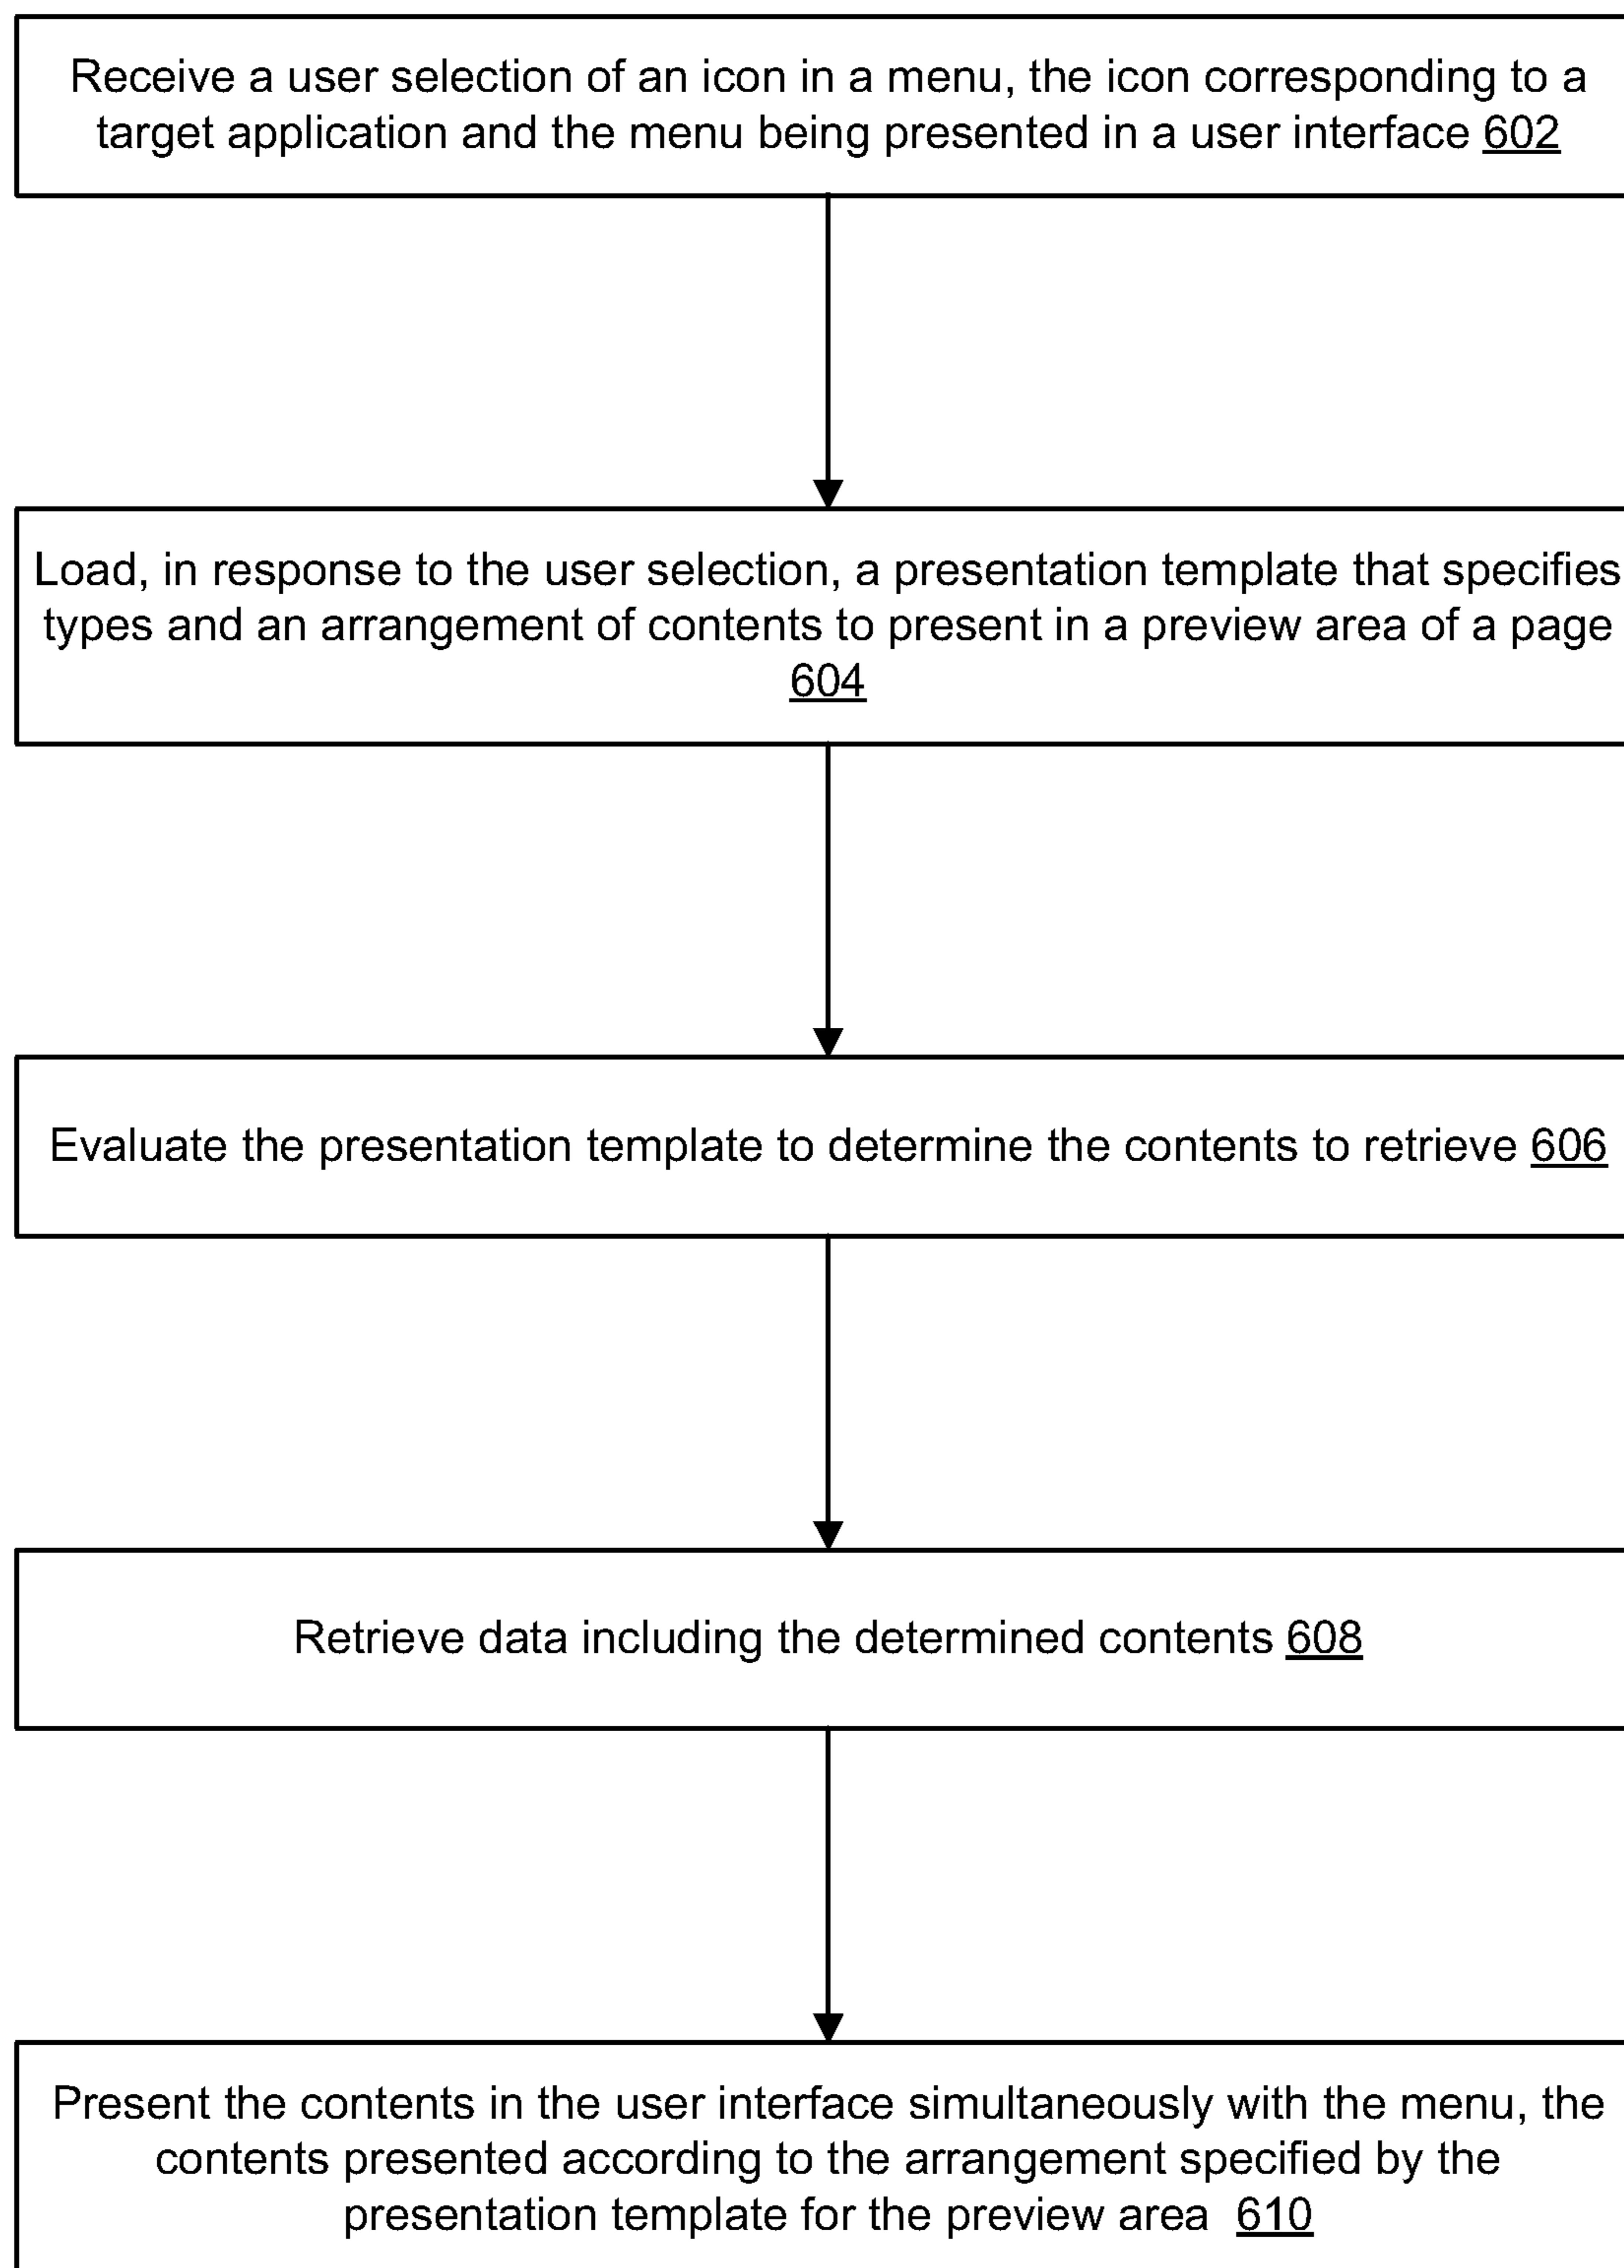 Receive a user selection of an icon in a menu, the icon corresponding to a
target application and the menu being presented in a user interface 602
Load, in response to the user selection, a presentation template that specifies
types and an arrangement of contents to present in a preview area of a page
604
Evaluate the presentation template to determine the contents to retrieve 606
Retrieve data including the determined contents 608
Present the contents in the user interface simultaneously with the menu, the
contents presented according to the arrangement specified by the
presentation template for the preview area 610